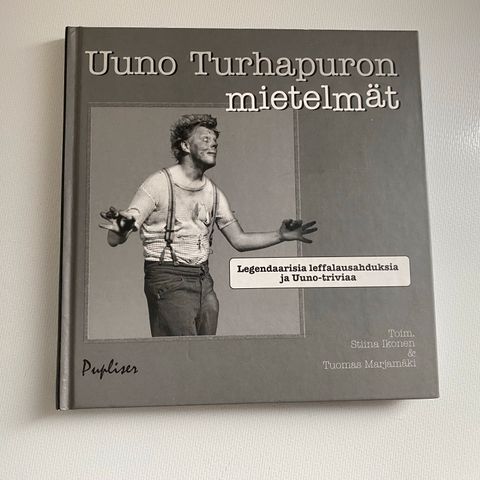 Uuno Turhapuron
mietelmät
Legendaarisia leffalausahduksia
ja Uuno-triviaa
Toim.
Stiina Ikonen
&
Tuomas Marjamäki
Pupliser